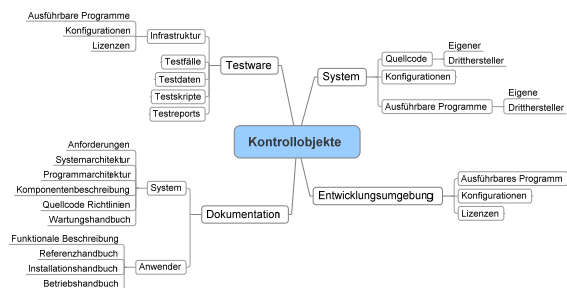 Ausführbare Programme
Konfigurationen
Lizenzen
Infrastruktur
Testfälle
Testdaten
Testskripte
Testreports
Testware
System
Quellcode
Eigener
Dritthersteller
Konfigurationen
Ausführbare Programme
Eigene
Dritthersteller
Kontrollobjekte
Entwicklungsumgebung
Ausführbares Programm
Konfigurationen
Lizenzen
Dokumentation
System
Anforderungen
Systemarchitektur
Programmarchitektur
Komponentenbeschreibung
Quellcode Richtlinien
Wartungshandbuch
Anwender
Funktionale Beschreibung
Referenzhandbuch
Installationshandbuch
Betriebshandbuch